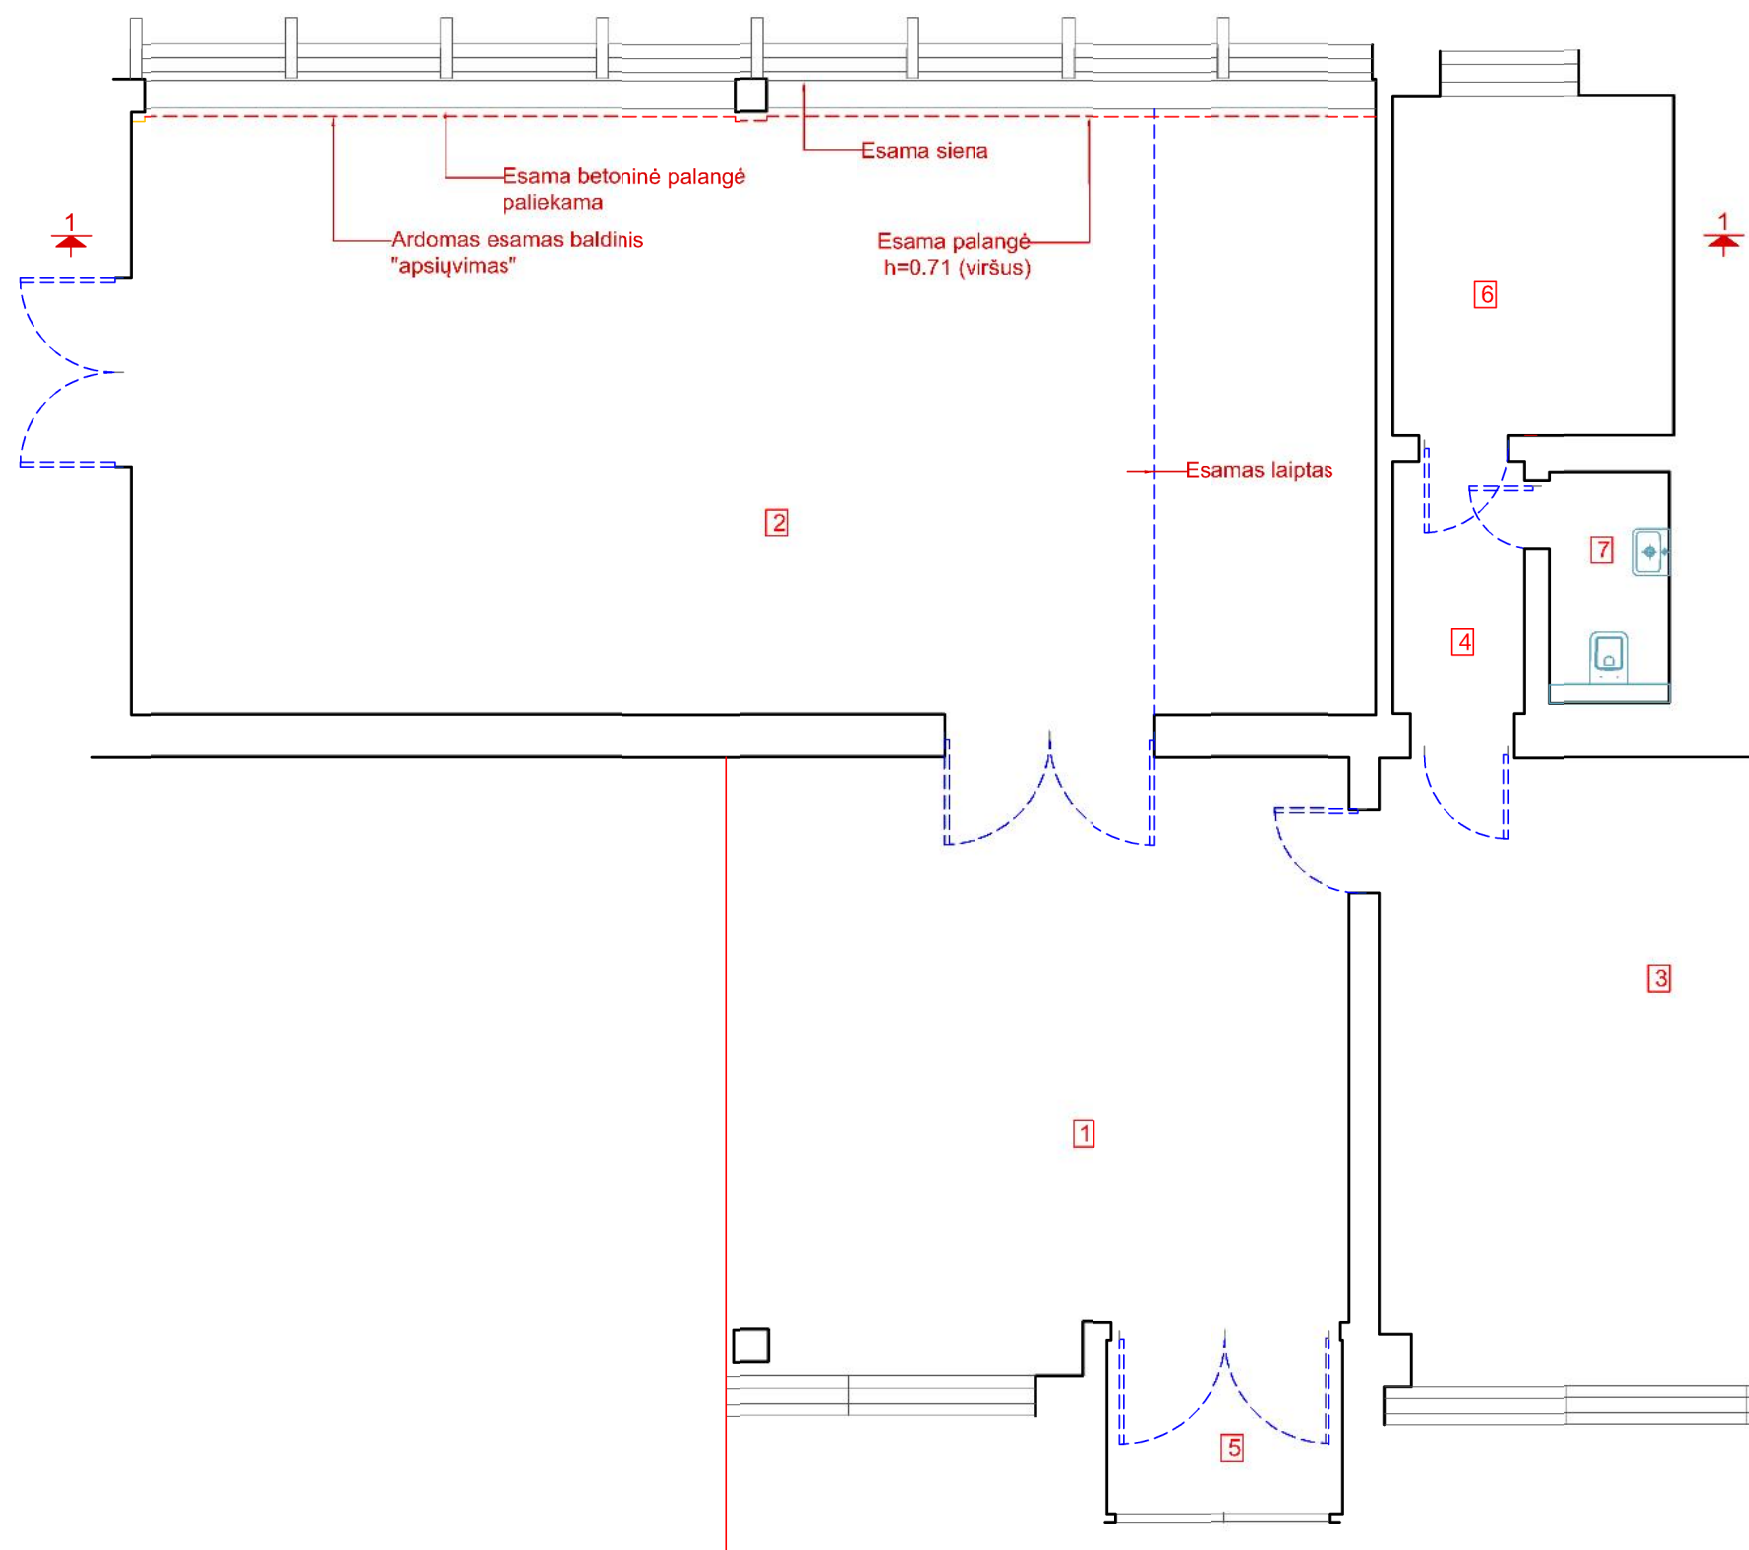 Esama siena
Esama betoninė palangė
paliekama
1
1
Ardomas esamas baldinis
"apsiųvimas"
Esama palangė
h=0.71 (viršus)
6
Esamas laiptas
2
7
4
3
1
5